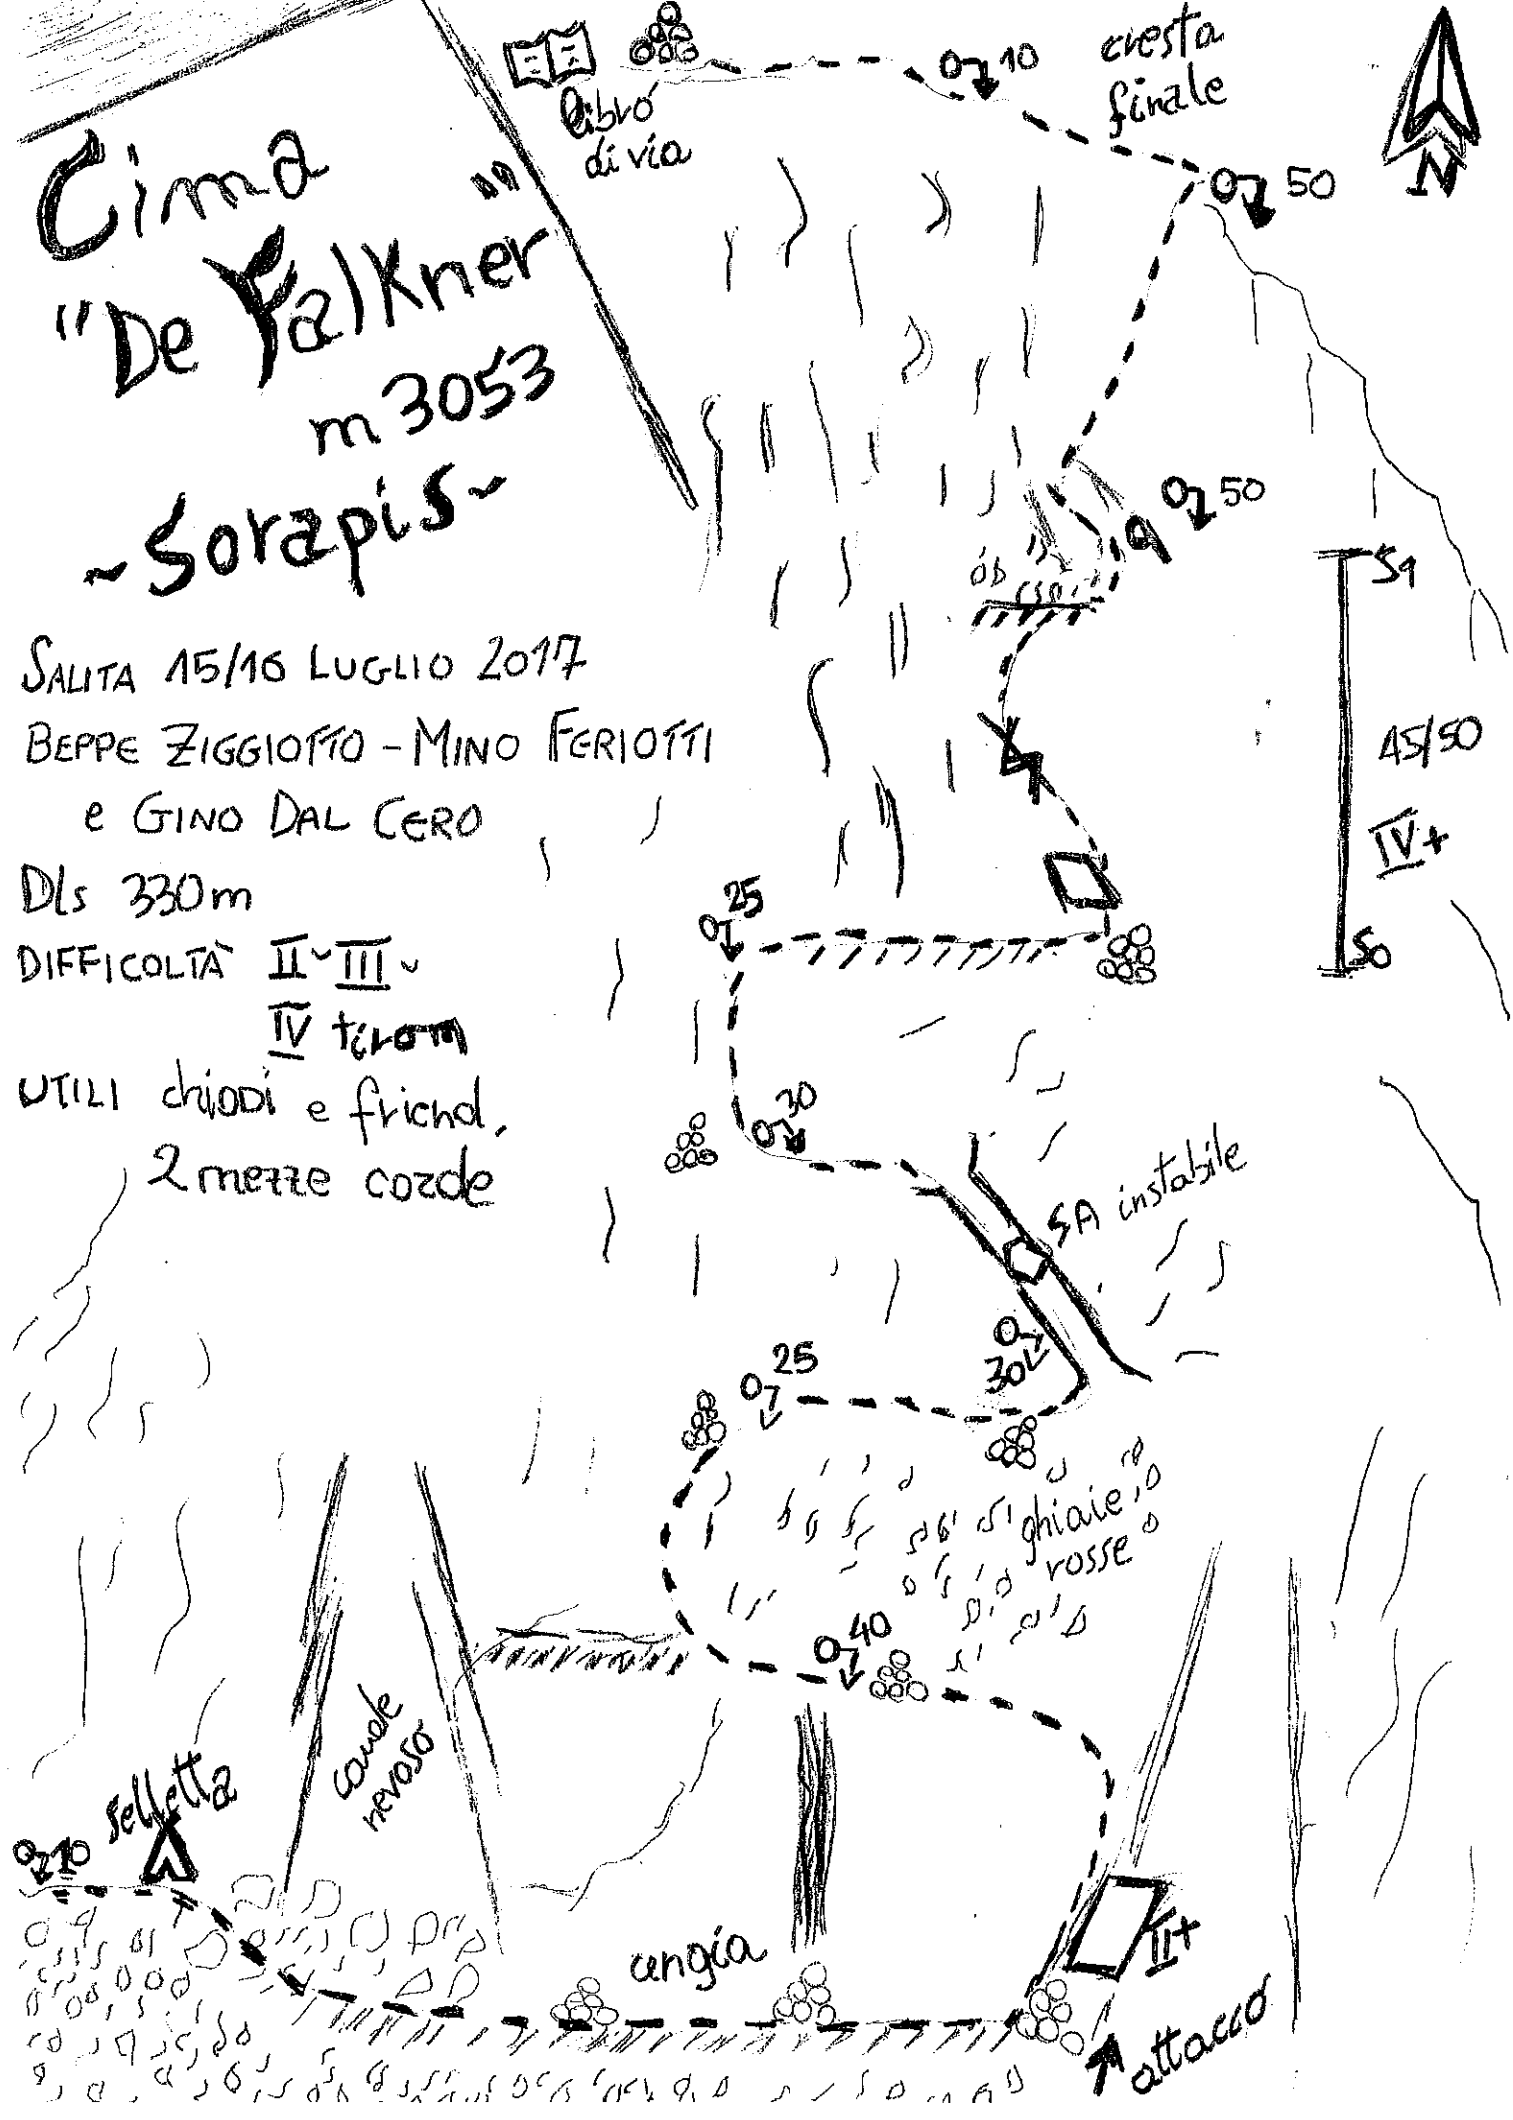 Cima
"De Falkner"
m 3053
~Sorapis~
SALITA 15/16 LUGLIO 2017
BEPPE ZIGGIOTTO - MINO FERIOTTI
e GINO DAL CERO
Dls 330m
DIFFICOLTÀ II - III -
IV
UTILI chiodi e friend,
2 mezze corde
libro
di via
10
cresta
finale
N
50
50
S1
45/50
IV+
S0
25
30
SA instabile
30
25
ghiaie
rosse
40
canale
nevoso
selletta
10
cengia
II+
attacco